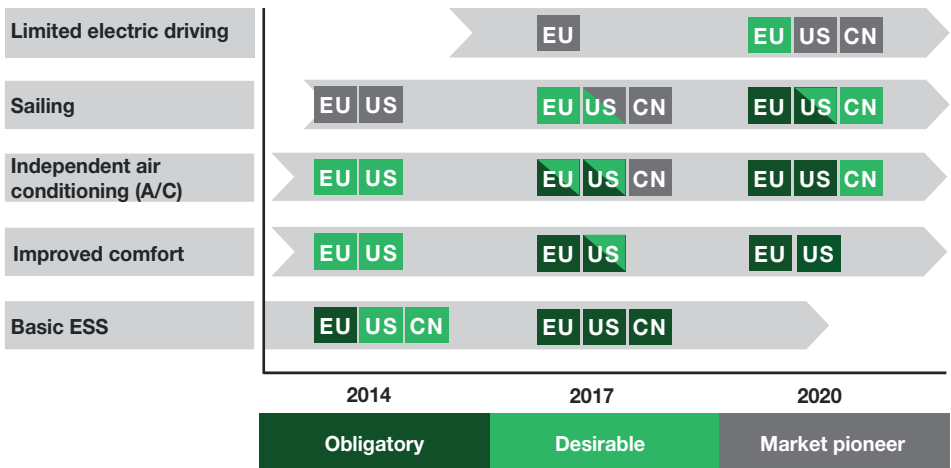 Limited electric driving
EU
EU US CN
Sailing
EU US
EU US CN
EU US CN
Independent air
conditioning (A/C)
EU US
EU US CN
EU US CN
Improved comfort
EU US
EU US
EU US
Basic ESS
EU US CN
EU US CN
2014
2017
2020
Obligatory
Desirable
Market pioneer